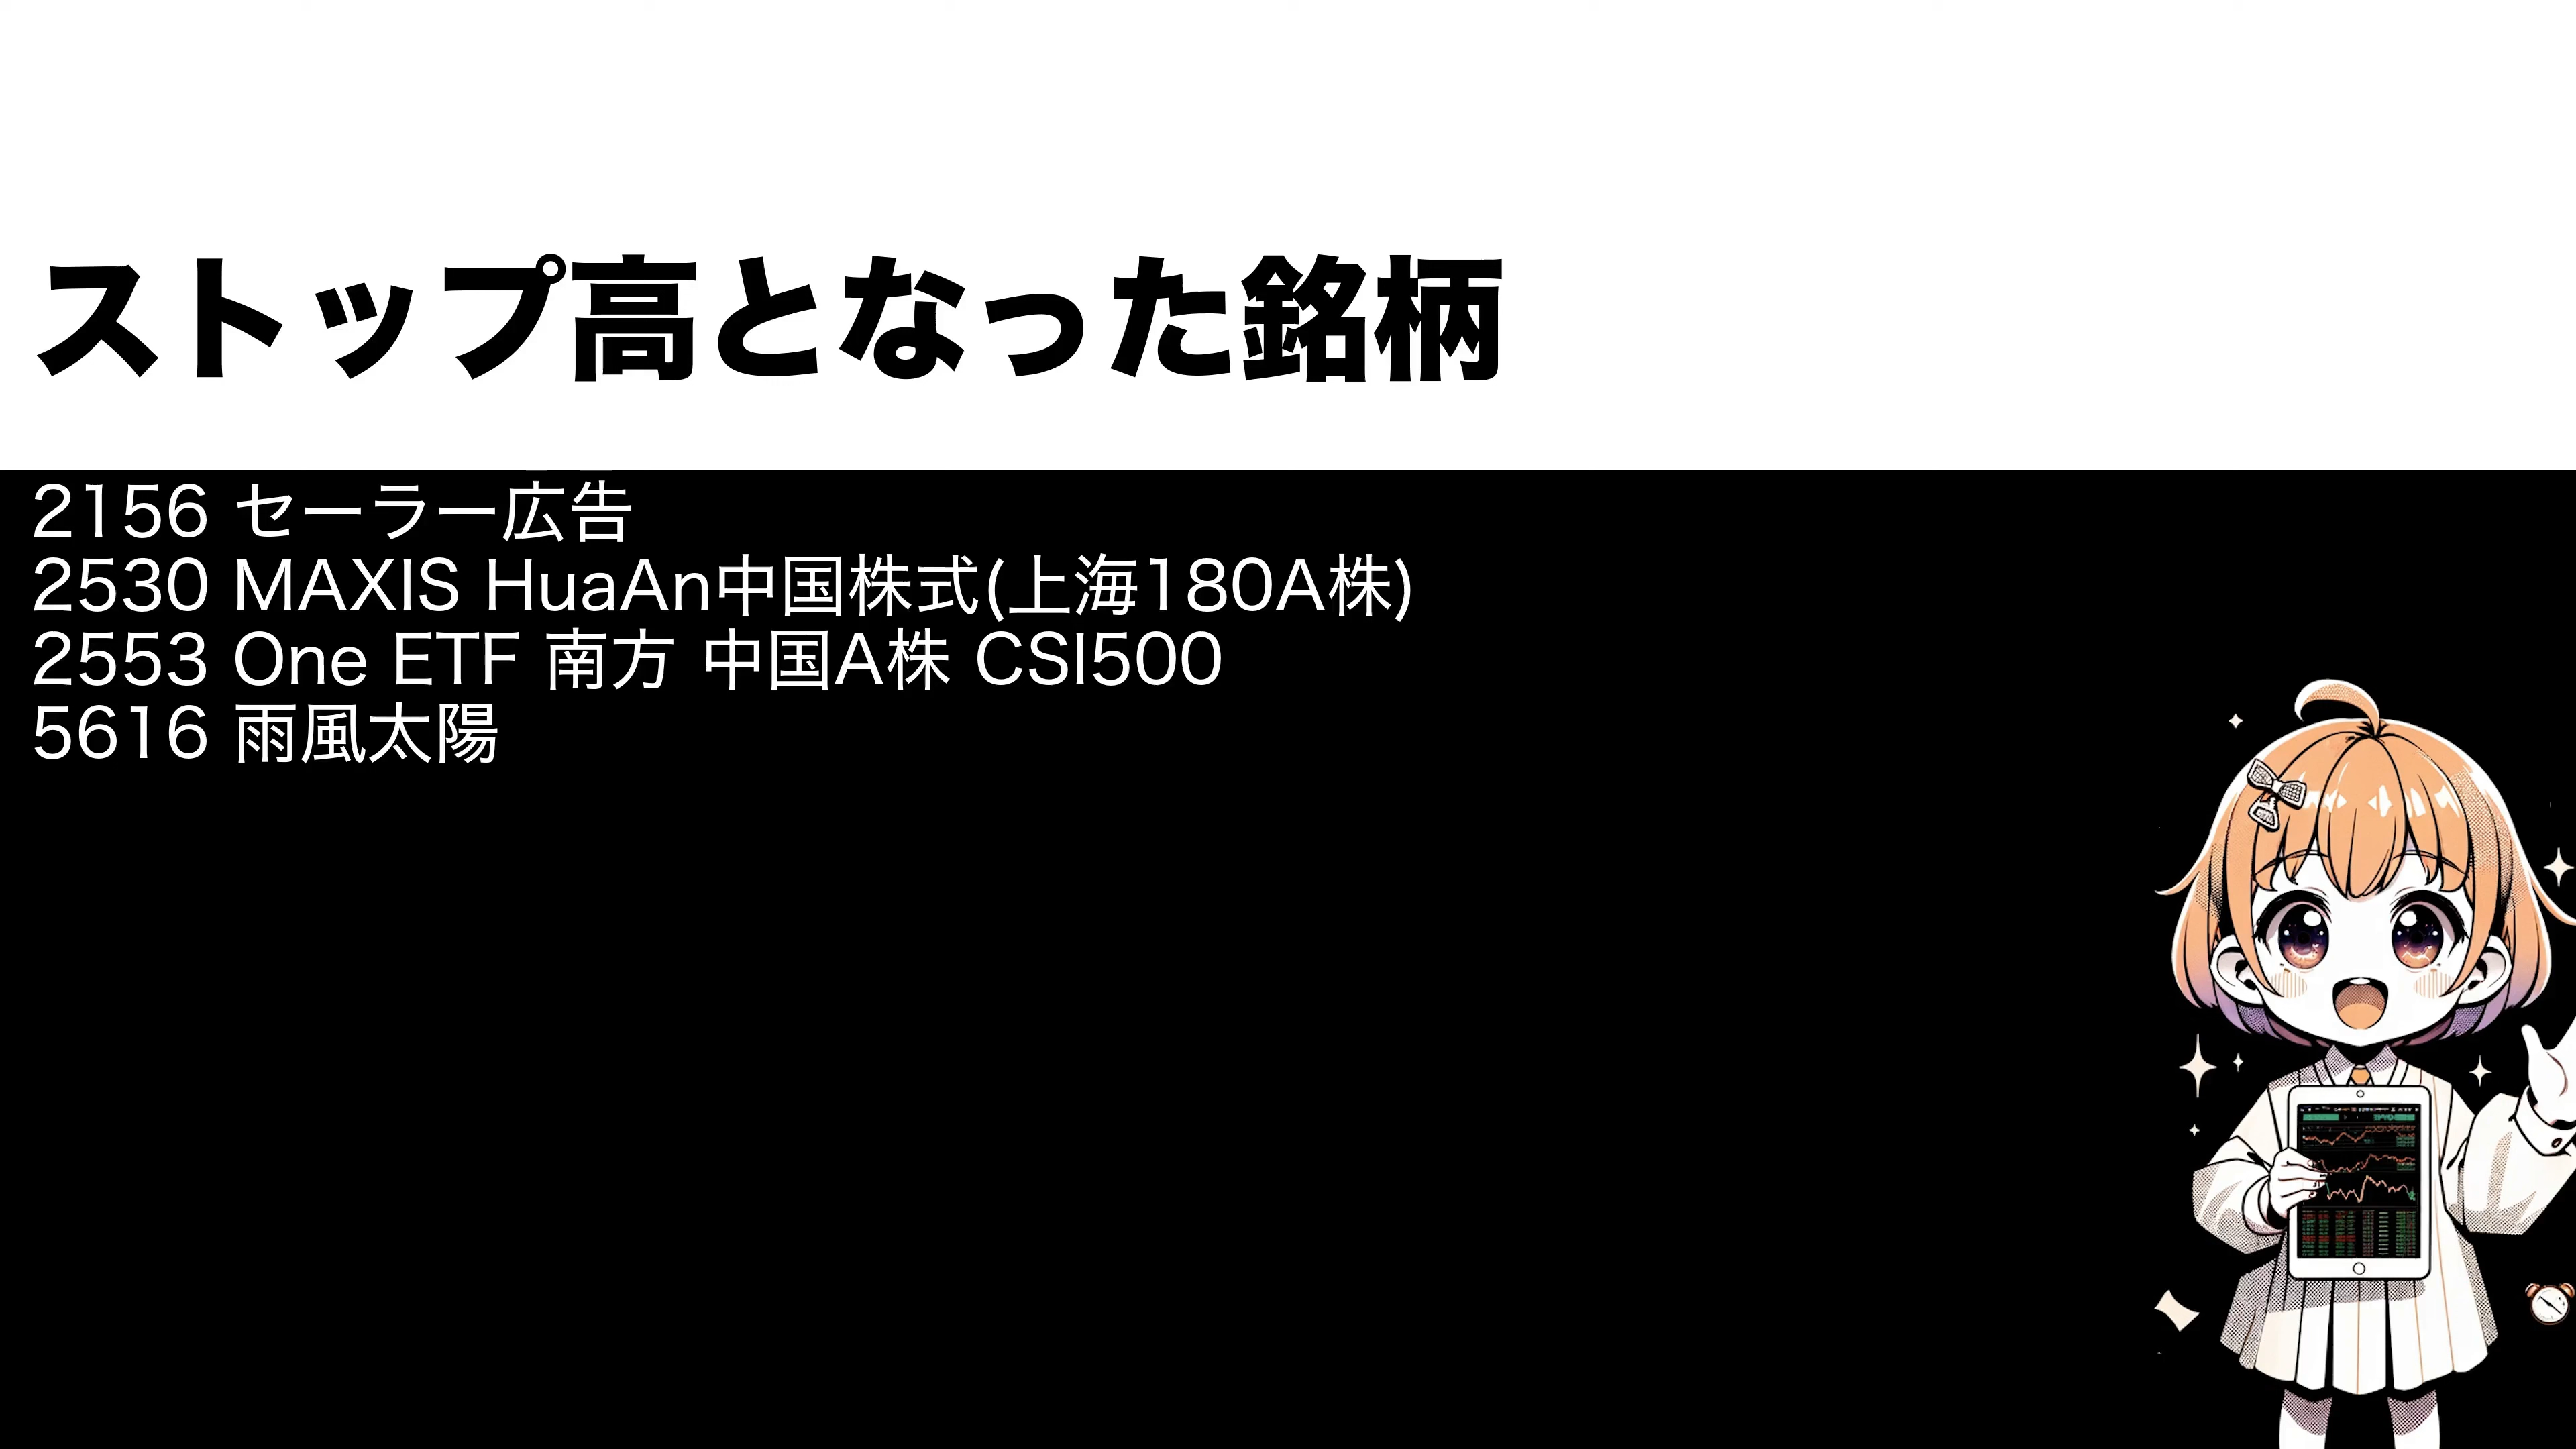 ストップ高となった銘柄
2156 セーラー広告
2530 MAXIS HuaAn中国株式(上海180A株)
2553 One ETF 南方 中国A株 CSI500
5616 雨風太陽